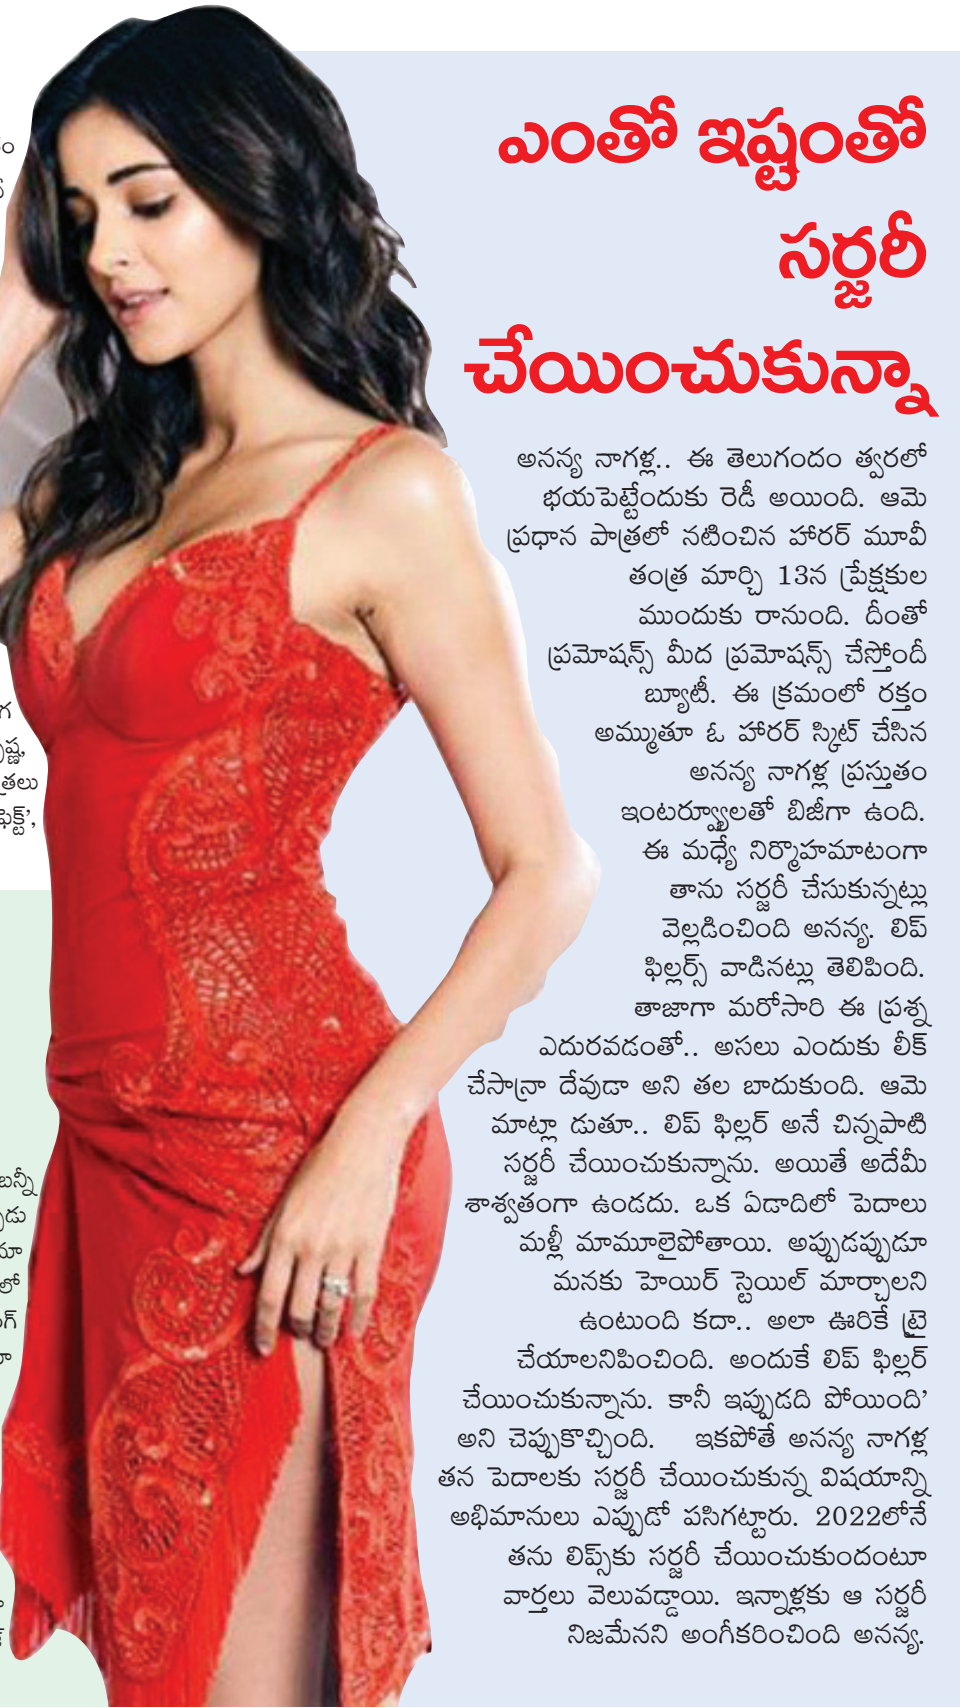 ఎంతో ఇష్టంతో
సర్జరీ
చేయించుకున్నా
అనన్య నాగళ్ల.. ఈ తెలుగందం త్వరలో
భయపెట్టేందుకు రెడీ అయింది. ఆమె
ప్రధాన పాత్రలో నటించిన హారర్ మూవీ
తంత్ర మార్చి 13న ప్రేక్షకుల
ముందుకు రానుంది. దీంతో
ప్రమోషన్స్ మీద ప్రమోషన్స్ చేస్తోందీ
బ్యూటీ. ఈ క్రమంలో రక్తం
అమ్ముతూ ఓ హారర్ స్కిట్ చేసిన
అనన్య నాగళ్ల ప్రస్తుతం
ఇంటర్వ్యూలతో బిజీగా ఉంది.
ఈ మధ్యే నిర్మొహమాటంగా
తాను సర్జరీ చేసుకున్నట్లు
వెల్లడించింది అనన్య. లిప్
ఫిల్లర్స్ వాడినట్లు తెలిపింది.
తాజాగా మరోసారి ఈ ప్రశ్న
ఎదురవడంతో.. అసలు ఎందుకు లీక్
చేసాన్రా దేవుడా అని తల బాదుకుంది. ఆమె
మాట్లా డుతూ.. లిప్ ఫిల్లర్ అనే చిన్నపాటి
సర్జరీ చేయించుకున్నాను. అయితే అదేమీ
శాశ్వతంగా ఉండదు. ఒక ఏడాదిలో పెదాలు
మళ్లీ మామూలైపోతాయి. అప్పుడప్పుడూ
మనకు హెయిర్ స్టెయిల్ మార్చాలని
ఉంటుంది కదా.. అలా ఊరికే ట్రై
చేయాలనిపించింది. అందుకే లిప్ ఫిల్లర్
చేయించుకున్నాను. కానీ ఇప్పుడది పోయింది’
అని చెప్పుకొచ్చింది. ఇకపోతే అనన్య నాగళ్ల
తన పెదాలకు సర్జరీ చేయించుకున్న విషయాన్ని
అభిమానులు ఎప్పుడో పసిగట్టారు. 2022లోనే
తను లిప్స్‌కు సర్జరీ చేయించుకుందంటూ
వార్తలు వెలువడ్డాయి. ఇన్నాళ్లకు ఆ సర్జరీ
నిజమేనని అంగీకరించింది అనన్య.